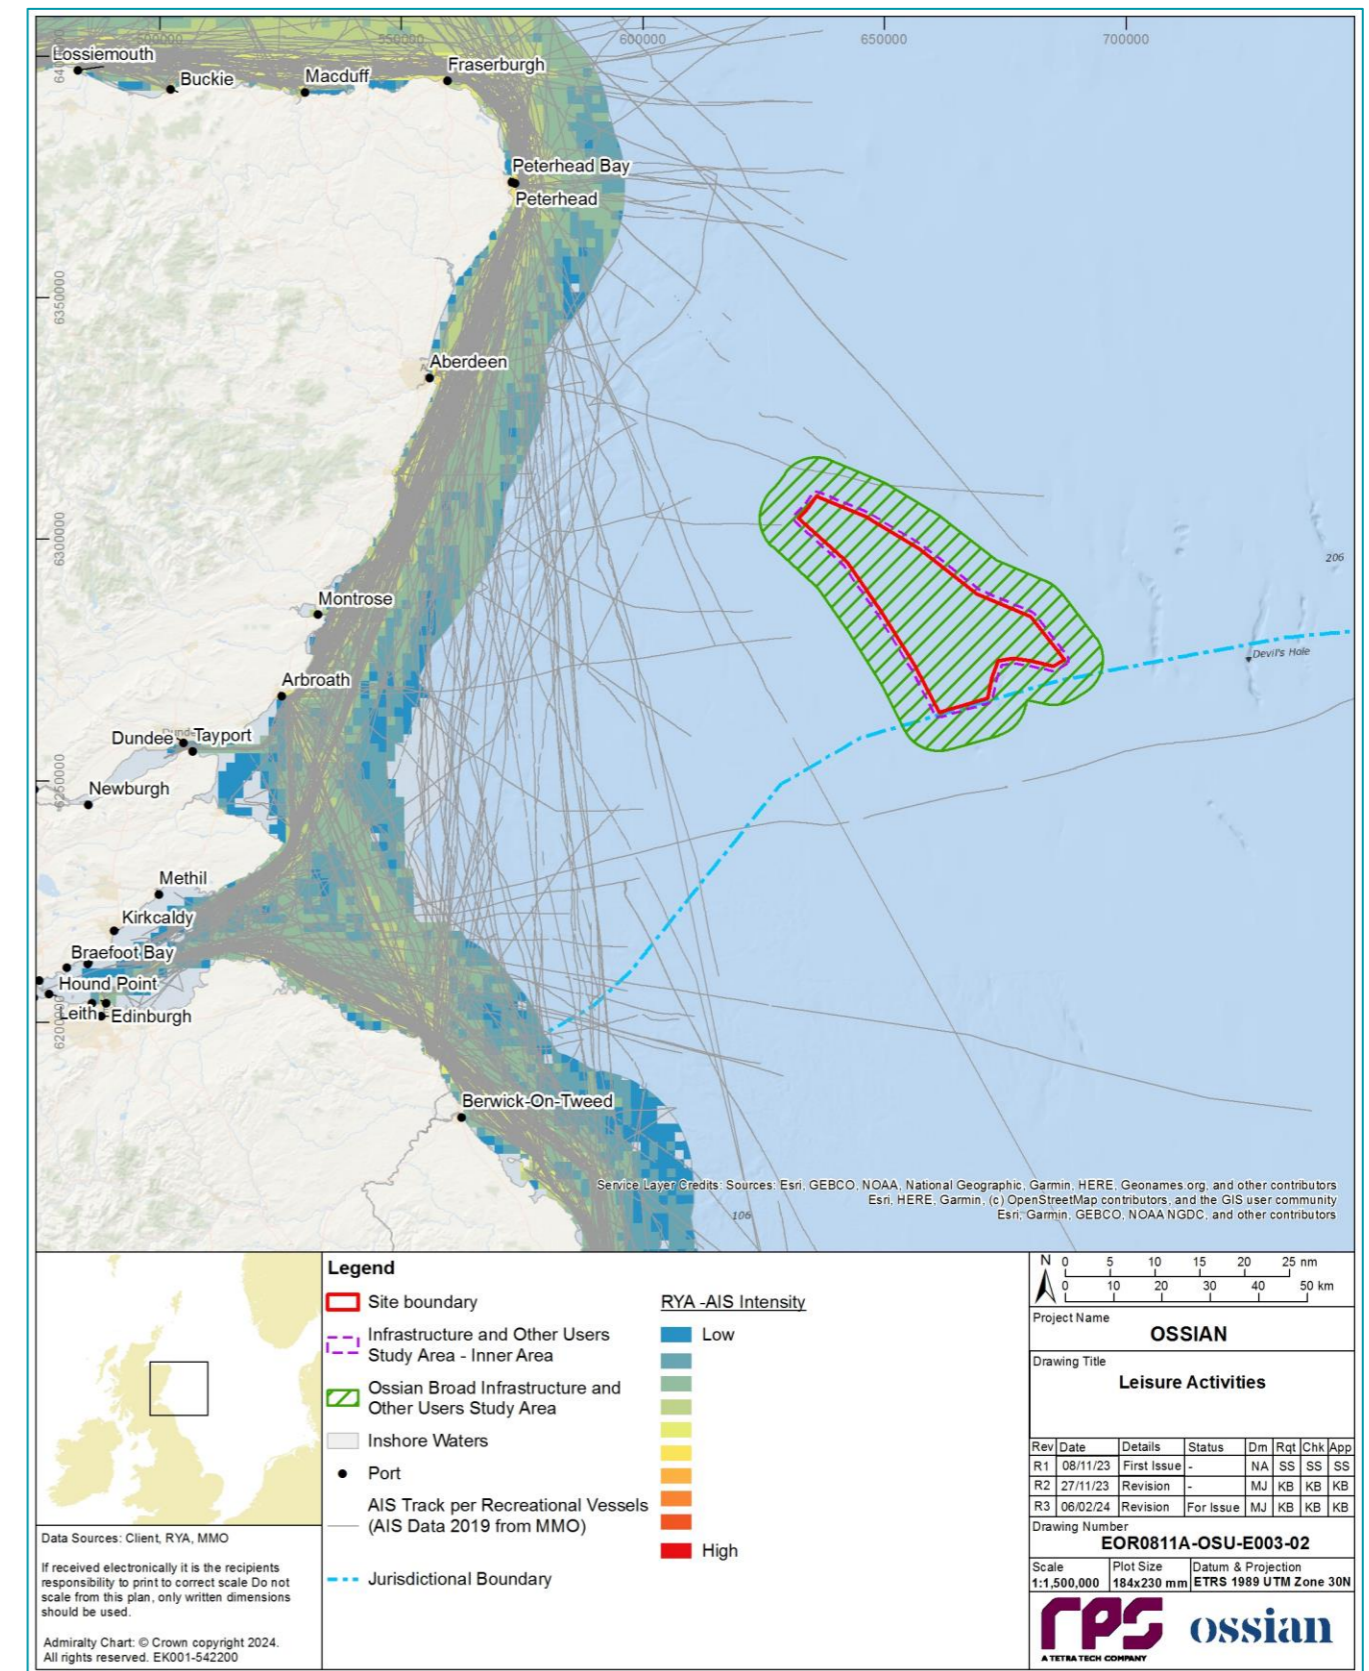 500000
550000
600000
650000
700000
Lossiemouth
Buckie
Macduff
Fraserburgh
Peterhead Bay
Peterhead
6350000
Aberdeen
6300000
206
Montrose
Devil's Hole
Arbroath
Dundee
Tayport
6250000
Newburgh
Methil
Kirkcaldy
Braefoot Bay
Hound Point
Leith
Edinburgh
Berwick-On-Tweed
Service Layer Credits: Sources: Esri, GEBCO, NOAA, National Geographic, Garmin, HERE, Geonames.org, and other contributors
Esri, HERE, Garmin, (c) OpenStreetMap contributors, and the GIS user community
Esri, Garmin, GEBCO, NOAA NGDC, and other contributors
106
Data Sources: Client, RYA, MMO
If received electronically it is the recipients
responsibility to print to correct scale Do not
scale from this plan, only written dimensions
should be used.
Admiralty Chart: © Crown copyright 2024.
All rights reserved. EK001-542200
Legend
Site boundary
Infrastructure and Other Users
Study Area - Inner Area
Ossian Broad Infrastructure and
Other Users Study Area
Inshore Waters
Port
AIS Track per Recreational Vessels
(AIS Data 2019 from MMO)
Jurisdictional Boundary
RYA -AIS Intensity
Low
High
N 0 5 10 15 20 25 nm
0 10 20 30 40 50 km
Project Name
OSSIAN
Drawing Title
Leisure Activities
Rev Date Details Status Drn Rqt Chk App
R1 08/11/23 First Issue - NA SS SS SS
R2 27/11/23 Revision - MJ KB KB KB
R3 06/02/24 Revision For Issue MJ KB KB KB
Drawing Number
EOR0811A-OSU-E003-02
Scale Plot Size Datum & Projection
1:1,500,000 184x230 mm ETRS 1989 UTM Zone 30N
rps ossian
A TETRA TECH COMPANY